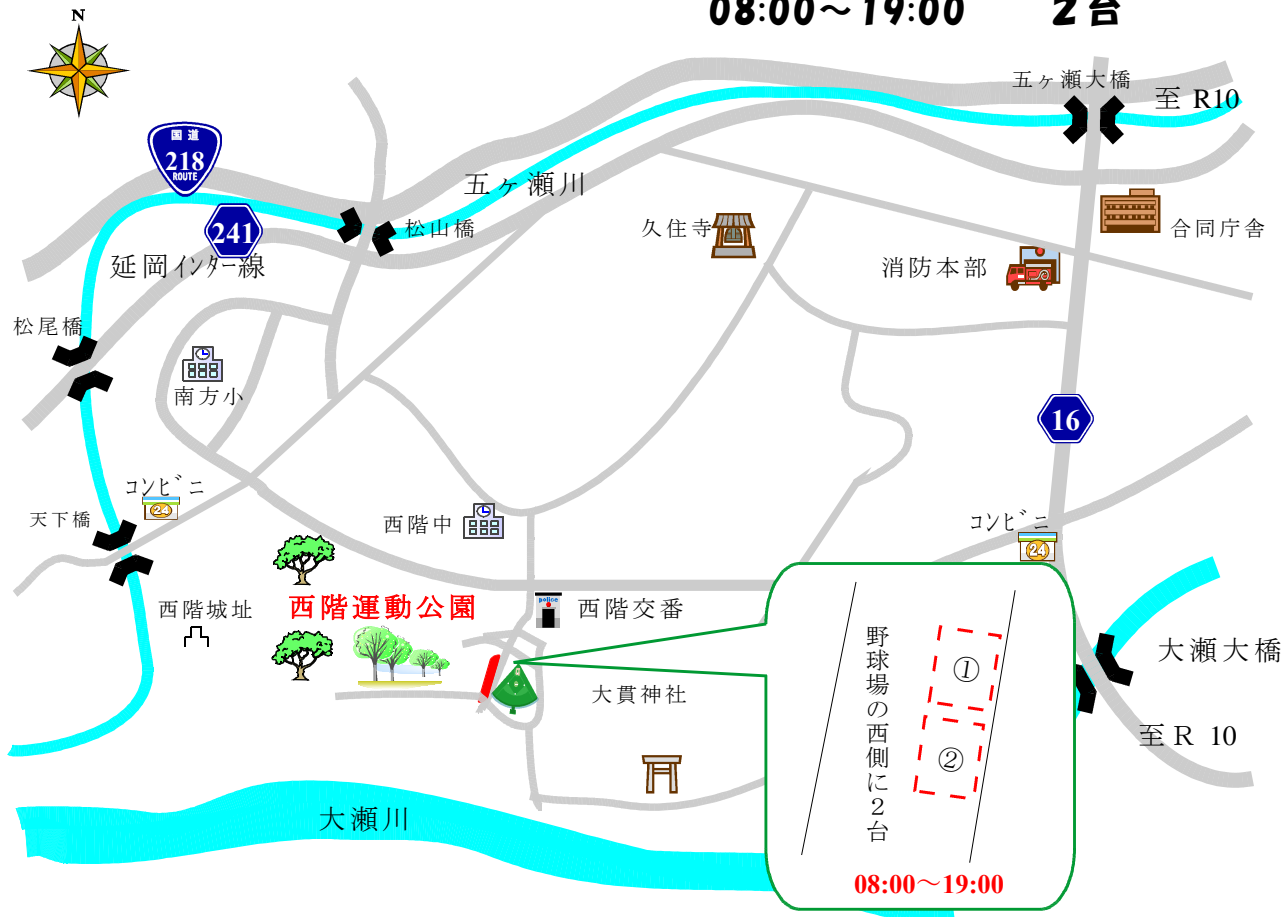 08:00～19:00　２台
N
五ヶ瀬大橋
至 R10
国道
218
ROUTE
五ヶ瀬川
241
松山橋
久住寺
合同庁舎
延岡インター線
消防本部
松尾橋
南方小
16
コンビニ
24
天下橋
西階中
コンビニ
24
西階城址
西階運動公園
police
西階交番
大貫神社
大瀬大橋
至 R 10
大瀬川
野球場の西側に２台
①
②
08:00～19:00